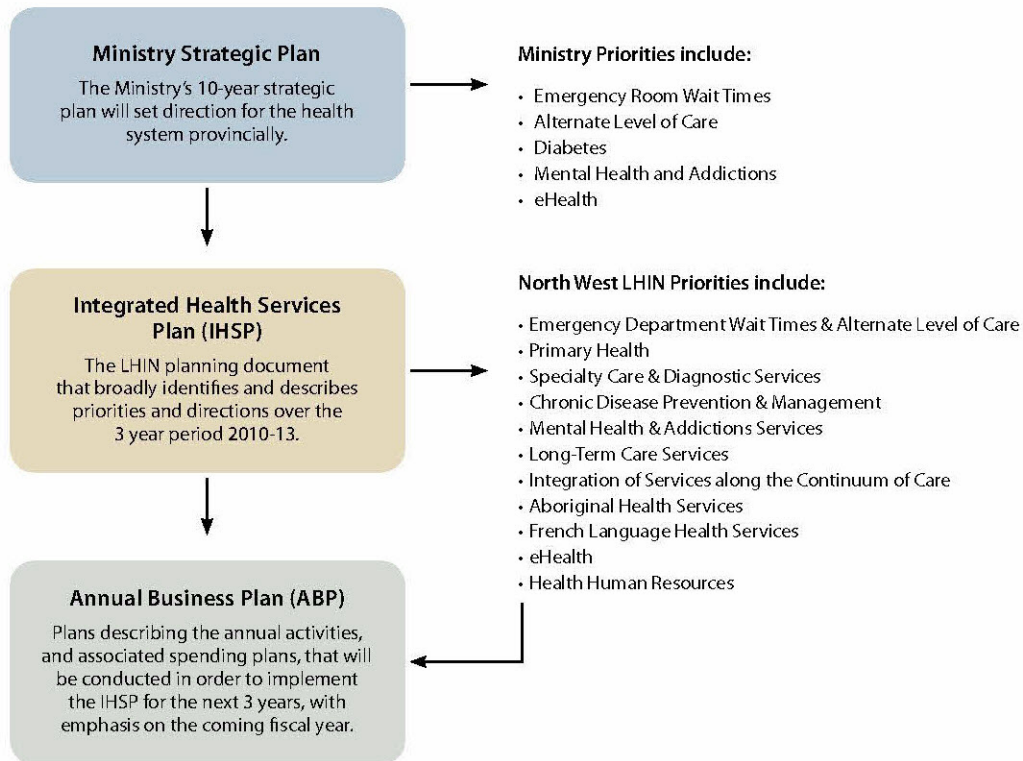 Ministry Strategic Plan
The Ministry's 10-year strategic
plan will set direction for the health
system provincially.
Ministry Priorities include:
• Emergency Room Wait Times
• Alternate Level of Care
• Diabetes
• Mental Health and Addictions
• eHealth
Integrated Health Services
Plan (IHSP)
The LHIN planning document
that broadly identifies and describes
priorities and directions over the
3 year period 2010-13.
North West LHIN Priorities include:
• Emergency Department Wait Times & Alternate Level of Care
• Primary Health
• Specialty Care & Diagnostic Services
• Chronic Disease Prevention & Management
• Mental Health & Addictions Services
• Long-Term Care Services
• Integration of Services along the Continuum of Care
• Aboriginal Health Services
• French Language Health Services
• eHealth
• Health Human Resources
Annual Business Plan (ABP)
Plans describing the annual activities,
and associated spending plans, that will
be conducted in order to implement
the IHSP for the next 3 years, with
emphasis on the coming fiscal year.